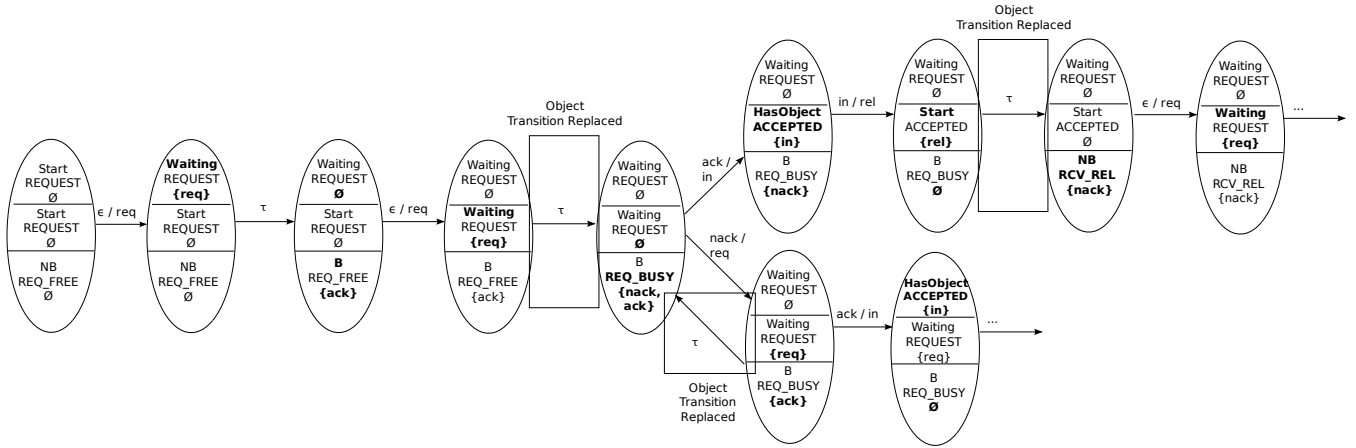 Start
REQUEST
Ø
Start
REQUEST
Ø
NB
REQ_FREE
Ø
ϵ / req
Waiting
REQUEST
{req}
Start
REQUEST
Ø
NB
REQ_FREE
Ø
τ
Waiting
REQUEST
Ø
Start
REQUEST
Ø
B
REQ_FREE
{ack}
ϵ / req
Waiting
REQUEST
Ø
Waiting
REQUEST
{req}
B
REQ_FREE
{ack}
Object
Transition Replaced
τ
Waiting
REQUEST
Ø
Waiting
REQUEST
Ø
B
REQ_BUSY
{nack,
ack}
ack /
in
Waiting
REQUEST
Ø
HasObject
ACCEPTED
{in}
B
REQ_BUSY
{nack}
in / rel
Waiting
REQUEST
Ø
Start
ACCEPTED
{rel}
B
REQ_BUSY
Ø
Object
Transition Replaced
τ
Waiting
REQUEST
Ø
Start
ACCEPTED
Ø
NB
RCV_REL
{nack}
ϵ / req
Waiting
REQUEST
Ø
Waiting
REQUEST
{req}
NB
RCV_REL
{nack}
...
nack /
req
τ
Object
Transition
Replaced
Waiting
REQUEST
Ø
Waiting
REQUEST
{req}
B
REQ_BUSY
{ack}
ack / in
HasObject
ACCEPTED
{in}
Waiting
REQUEST
{req}
B
REQ_BUSY
Ø
...